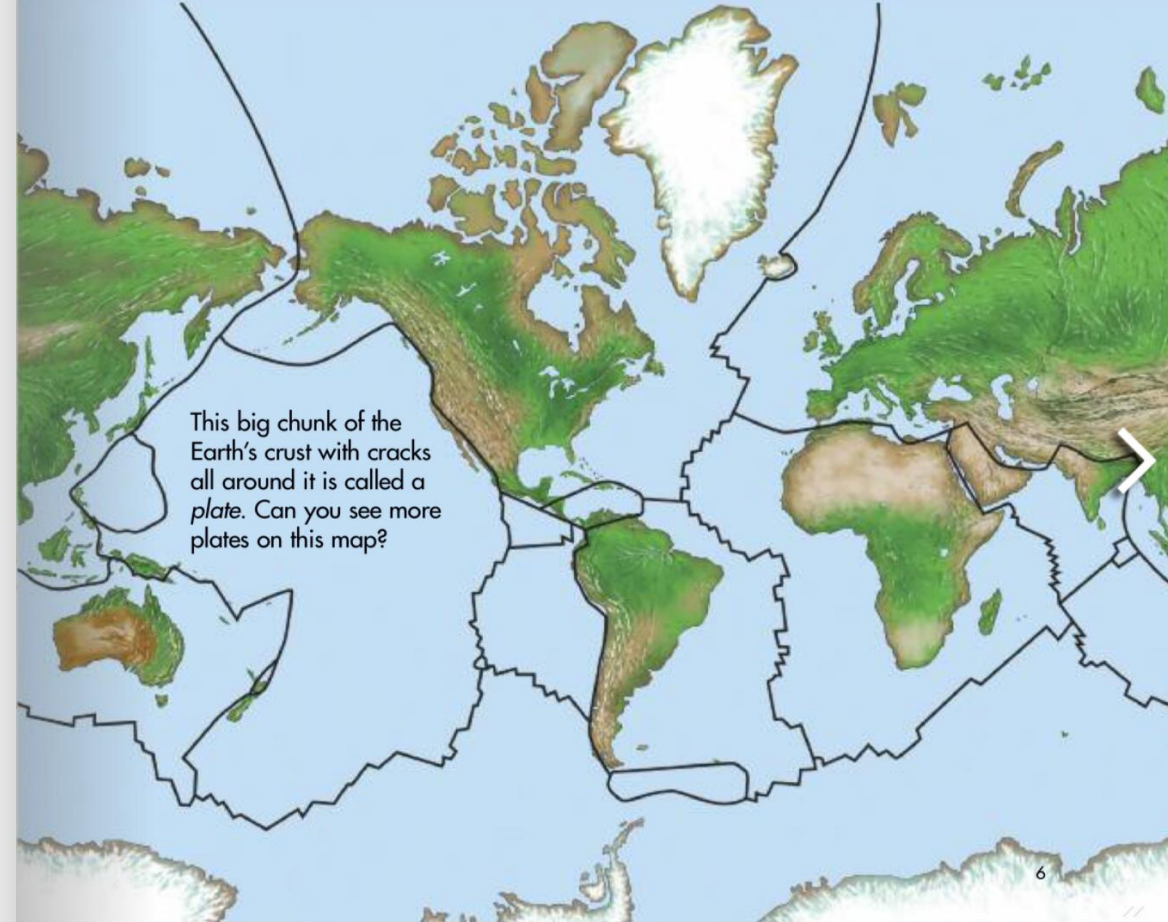 This big chunk of the
Earth's crust with cracks
all around it is called a
plate. Can you see more
plates on this map?
6